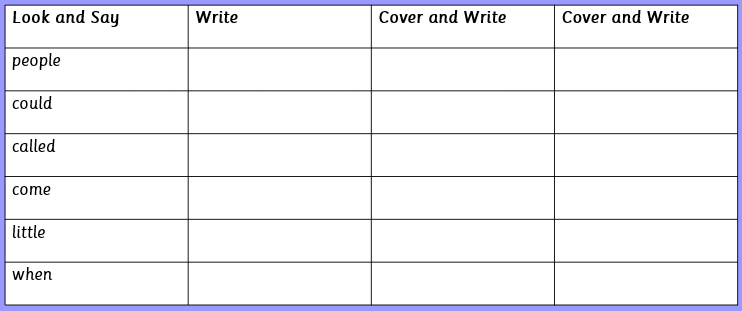 Look and Say Write Cover and Write Cover and Write
people
could
called
come
little
when